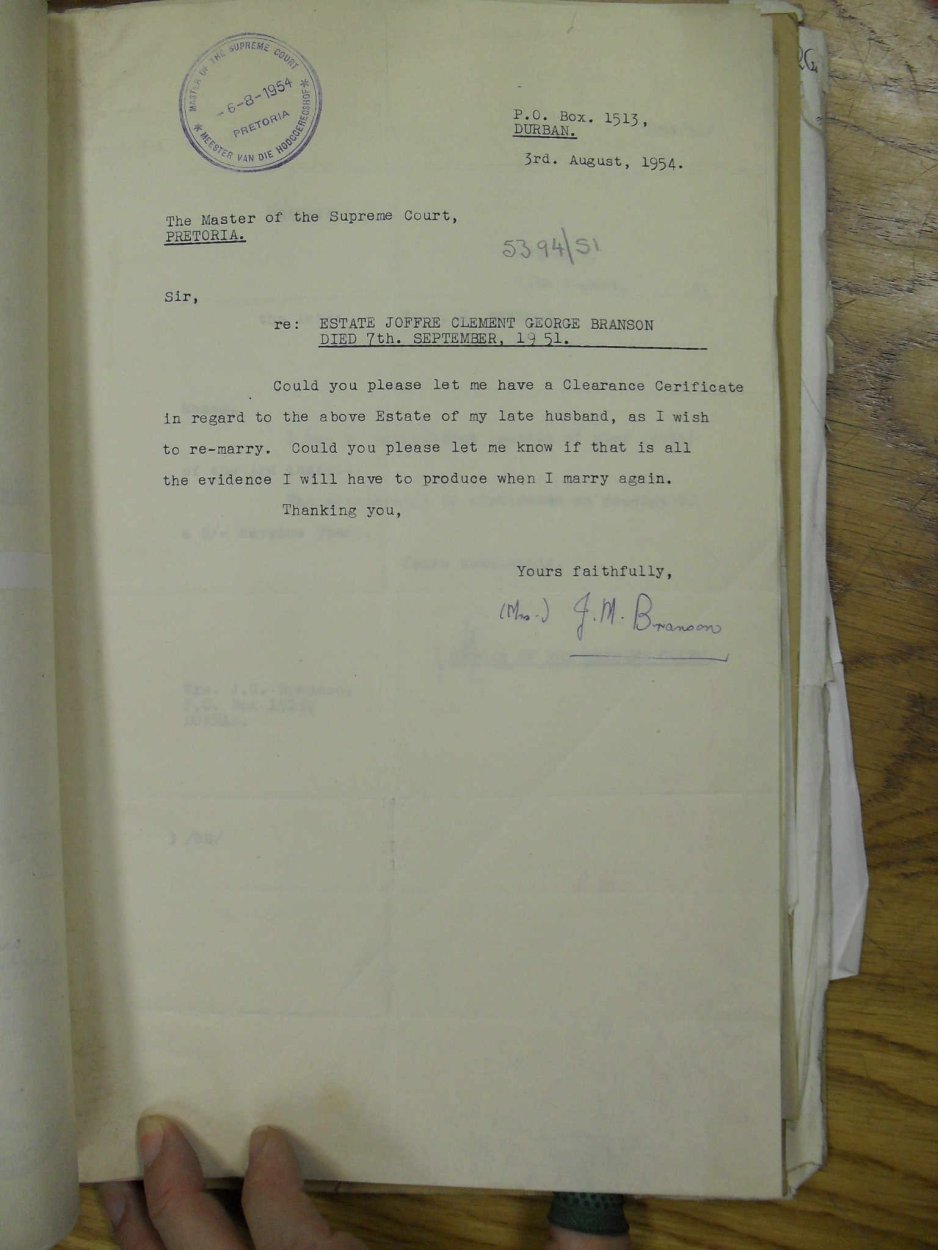 MASTER OF THE SUPREME COURT
-6-8-1954
PRETORIA
* MEESTER VAN DIE HOOGGEREGSHOF *
P.O. Box. 1513,
DURBAN.
3rd. August, 1954.
The Master of the Supreme Court,
PRETORIA.
5394/51
Sir,
re: ESTATE JOFFRE CLEMENT GEORGE BRANSON
DIED 7th. SEPTEMBER, 19 51.
Could you please let me have a Clearance Cerificate
in regard to the above Estate of my late husband, as I wish
to re-marry. Could you please let me know if that is all
the evidence I will have to produce when I marry again.
Thanking you,
Yours faithfully,
(Mrs.) J.M. Branson